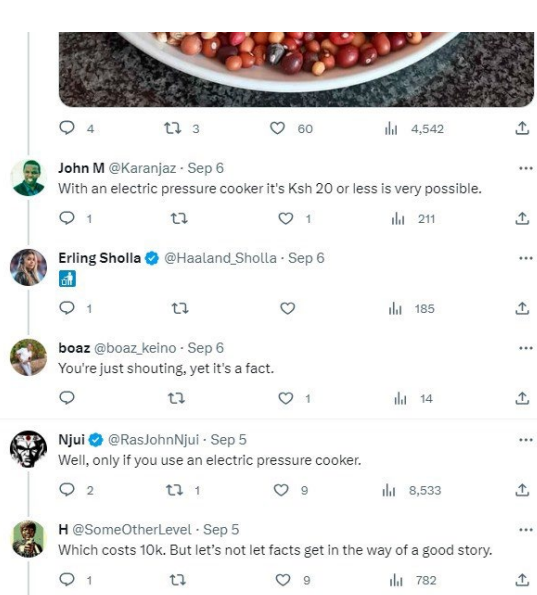 4 3 60 4,542
John M @Karanjaz · Sep 6
With an electric pressure cooker it's Ksh 20 or less is very possible.
1 1 211
Erling Sholla @Haaland_Sholla · Sep 6
1 185
boaz @boaz_keino · Sep 6
You're just shouting, yet it's a fact.
1 14
Njui @RasJohnNjui · Sep 5
Well, only if you use an electric pressure cooker.
2 1 9 8,533
H @SomeOtherLevel · Sep 5
Which costs 10k. But let's not let facts get in the way of a good story.
1 9 782